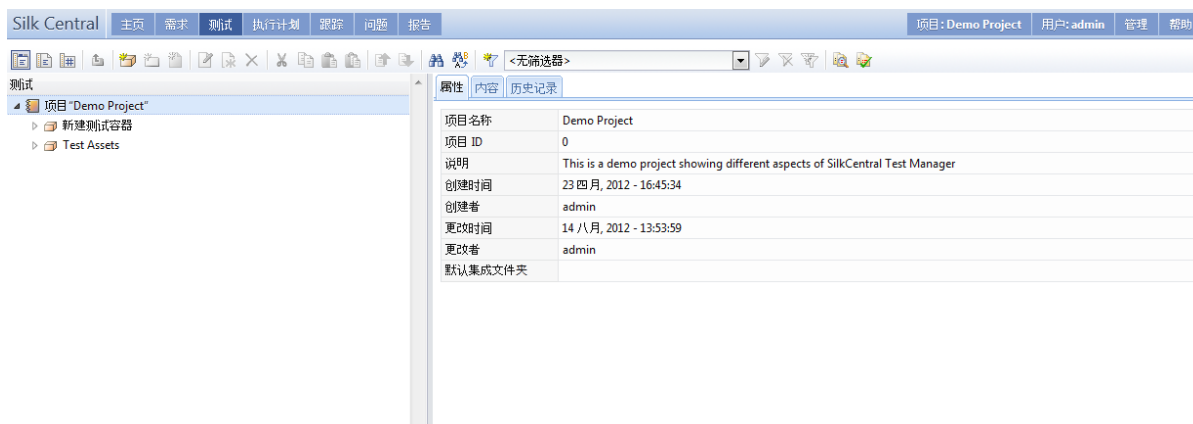 Silk Central 主页 需求 测试 执行计划 跟踪 问题 报告 项目:Demo Project 用户:admin 管理 帮助
<无筛选器>
测试
属性 内容 历史记录
项目"Demo Project"
新建测试容器
Test Assets
项目名称 Demo Project
项目 ID 0
说明 This is a demo project showing different aspects of SilkCentral Test Manager
创建时间 23 四月, 2012 - 16:45:34
创建者 admin
更改时间 14 八月, 2012 - 13:53:59
更改者 admin
默认集成文件夹